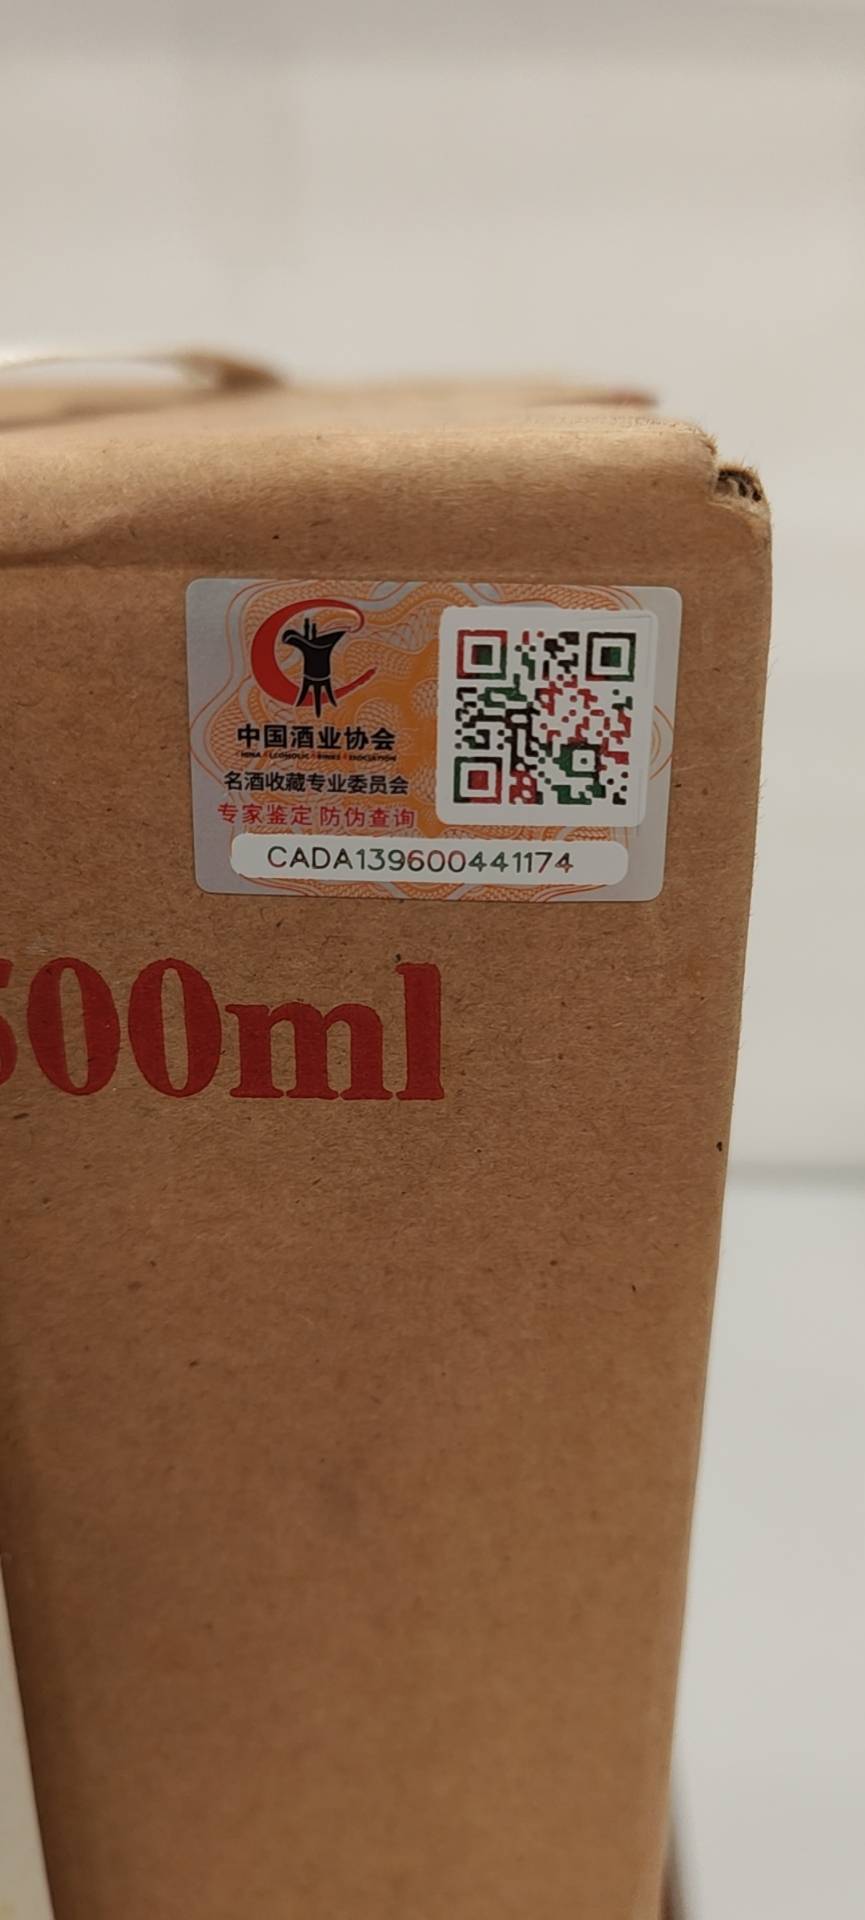 中国酒业协会
名酒收藏专业委员会
专家鉴定 防伪查询
CADA139600441174
500ml